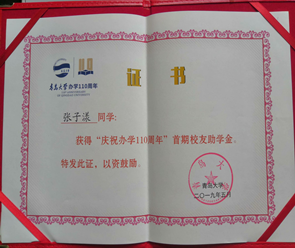 青岛大学办学110周年
证书
张子漾 同学：
获得“庆祝办学110周年”首期校友助学金，
特发此证，以资鼓励。
青岛大学
二〇一九年五月